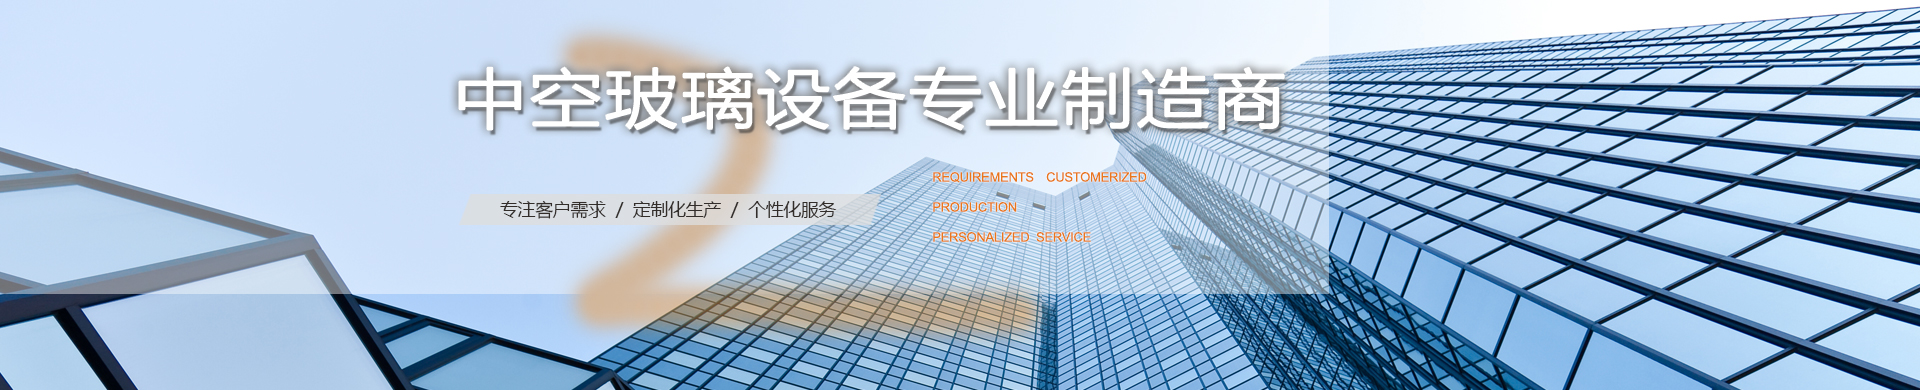 中空玻璃设备专业制造商
专注客户需求 / 定制化生产 / 个性化服务
REQUIREMENTS CUSTOMERIZED
PRODUCTION
PERSONALIZED SERVICE
2